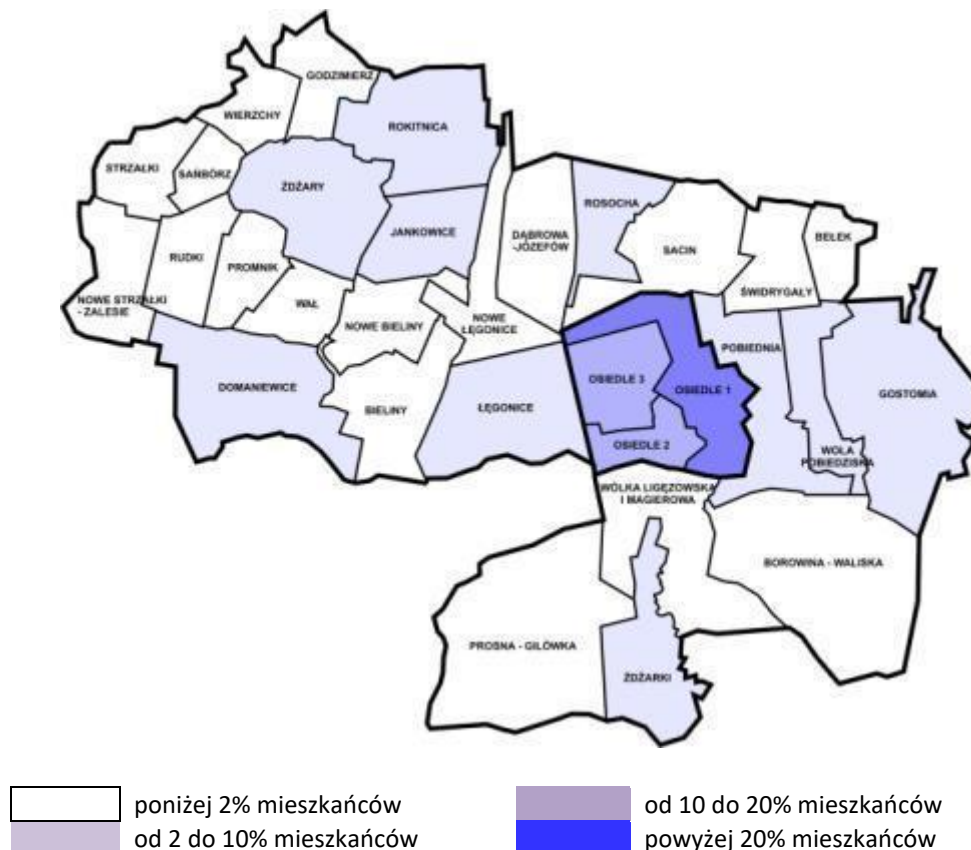 GODZIMIERZ
WIERZCHY
ROKITNICA
STRZAŁKI
SAŃBÓRZ
ŻDŻARY
ROSOCHA
JANKOWICE
DĄBROWA
-JÓZEFÓW
SACIN
BEŁEK
RUDKI
PROMNIK
NOWE STRZAŁKI
- ZALESIE
WAŁ
NOWE BIELINY
NOWE
ŁĘGONICE
ŚWIDRYGAŁY
POBIEDNIA
DOMANIEWICE
BIELINY
ŁĘGONICE
OSIEDLE 3
OSIEDLE 1
GOSTOMIA
OSIEDLE 2
WOLA
POBIEDZISKA
WÓLKA LIGĘZOWSKA
I MAGIEROWA
BOROWINA - WALISKA
PROSNA - GILÓWKA
ŻDŻARKI
poniżej 2% mieszkańców
od 10 do 20% mieszkańców
od 2 do 10% mieszkańców
powyżej 20% mieszkańców